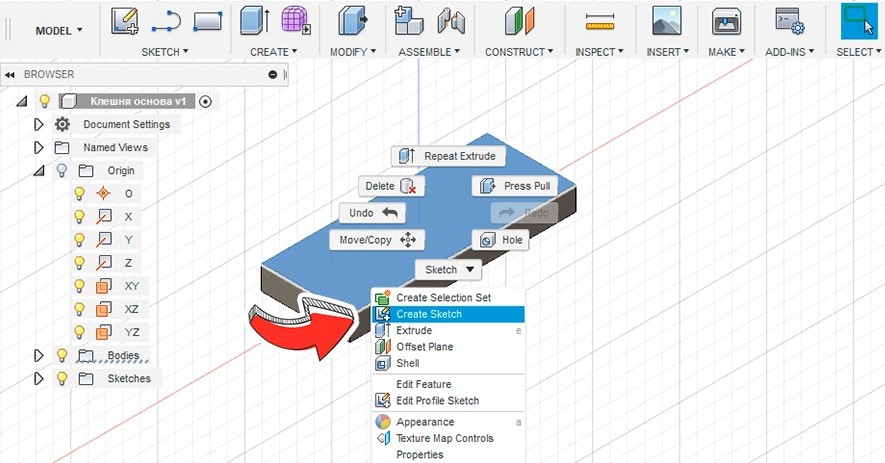 MODEL
SKETCH
CREATE
MODIFY
ASSEMBLE
CONSTRUCT
INSPECT
INSERT
MAKE
ADD-INS
SELECT
BROWSER
Клешня основа v1
Document Settings
Named Views
Origin
O
X
Y
Z
XY
XZ
YZ
Bodies
Sketches
Repeat Extrude
Delete
Press Pull
Undo
Redo
Move/Copy
Hole
Sketch
Create Selection Set
Create Sketch
Extrude e
Offset Plane
Shell
Edit Feature
Edit Profile Sketch
Appearance a
Texture Map Controls
Properties